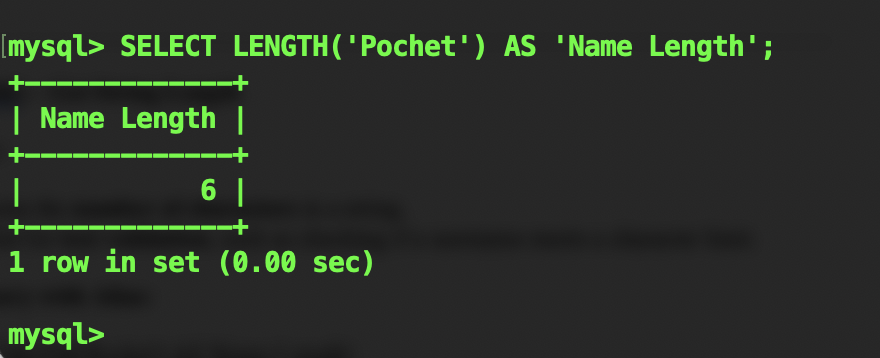 mysql> SELECT LENGTH('Pochet') AS 'Name Length';
+-------------+
| Name Length |
+-------------+
|           6 |
+-------------+
1 row in set (0.00 sec)
mysql>